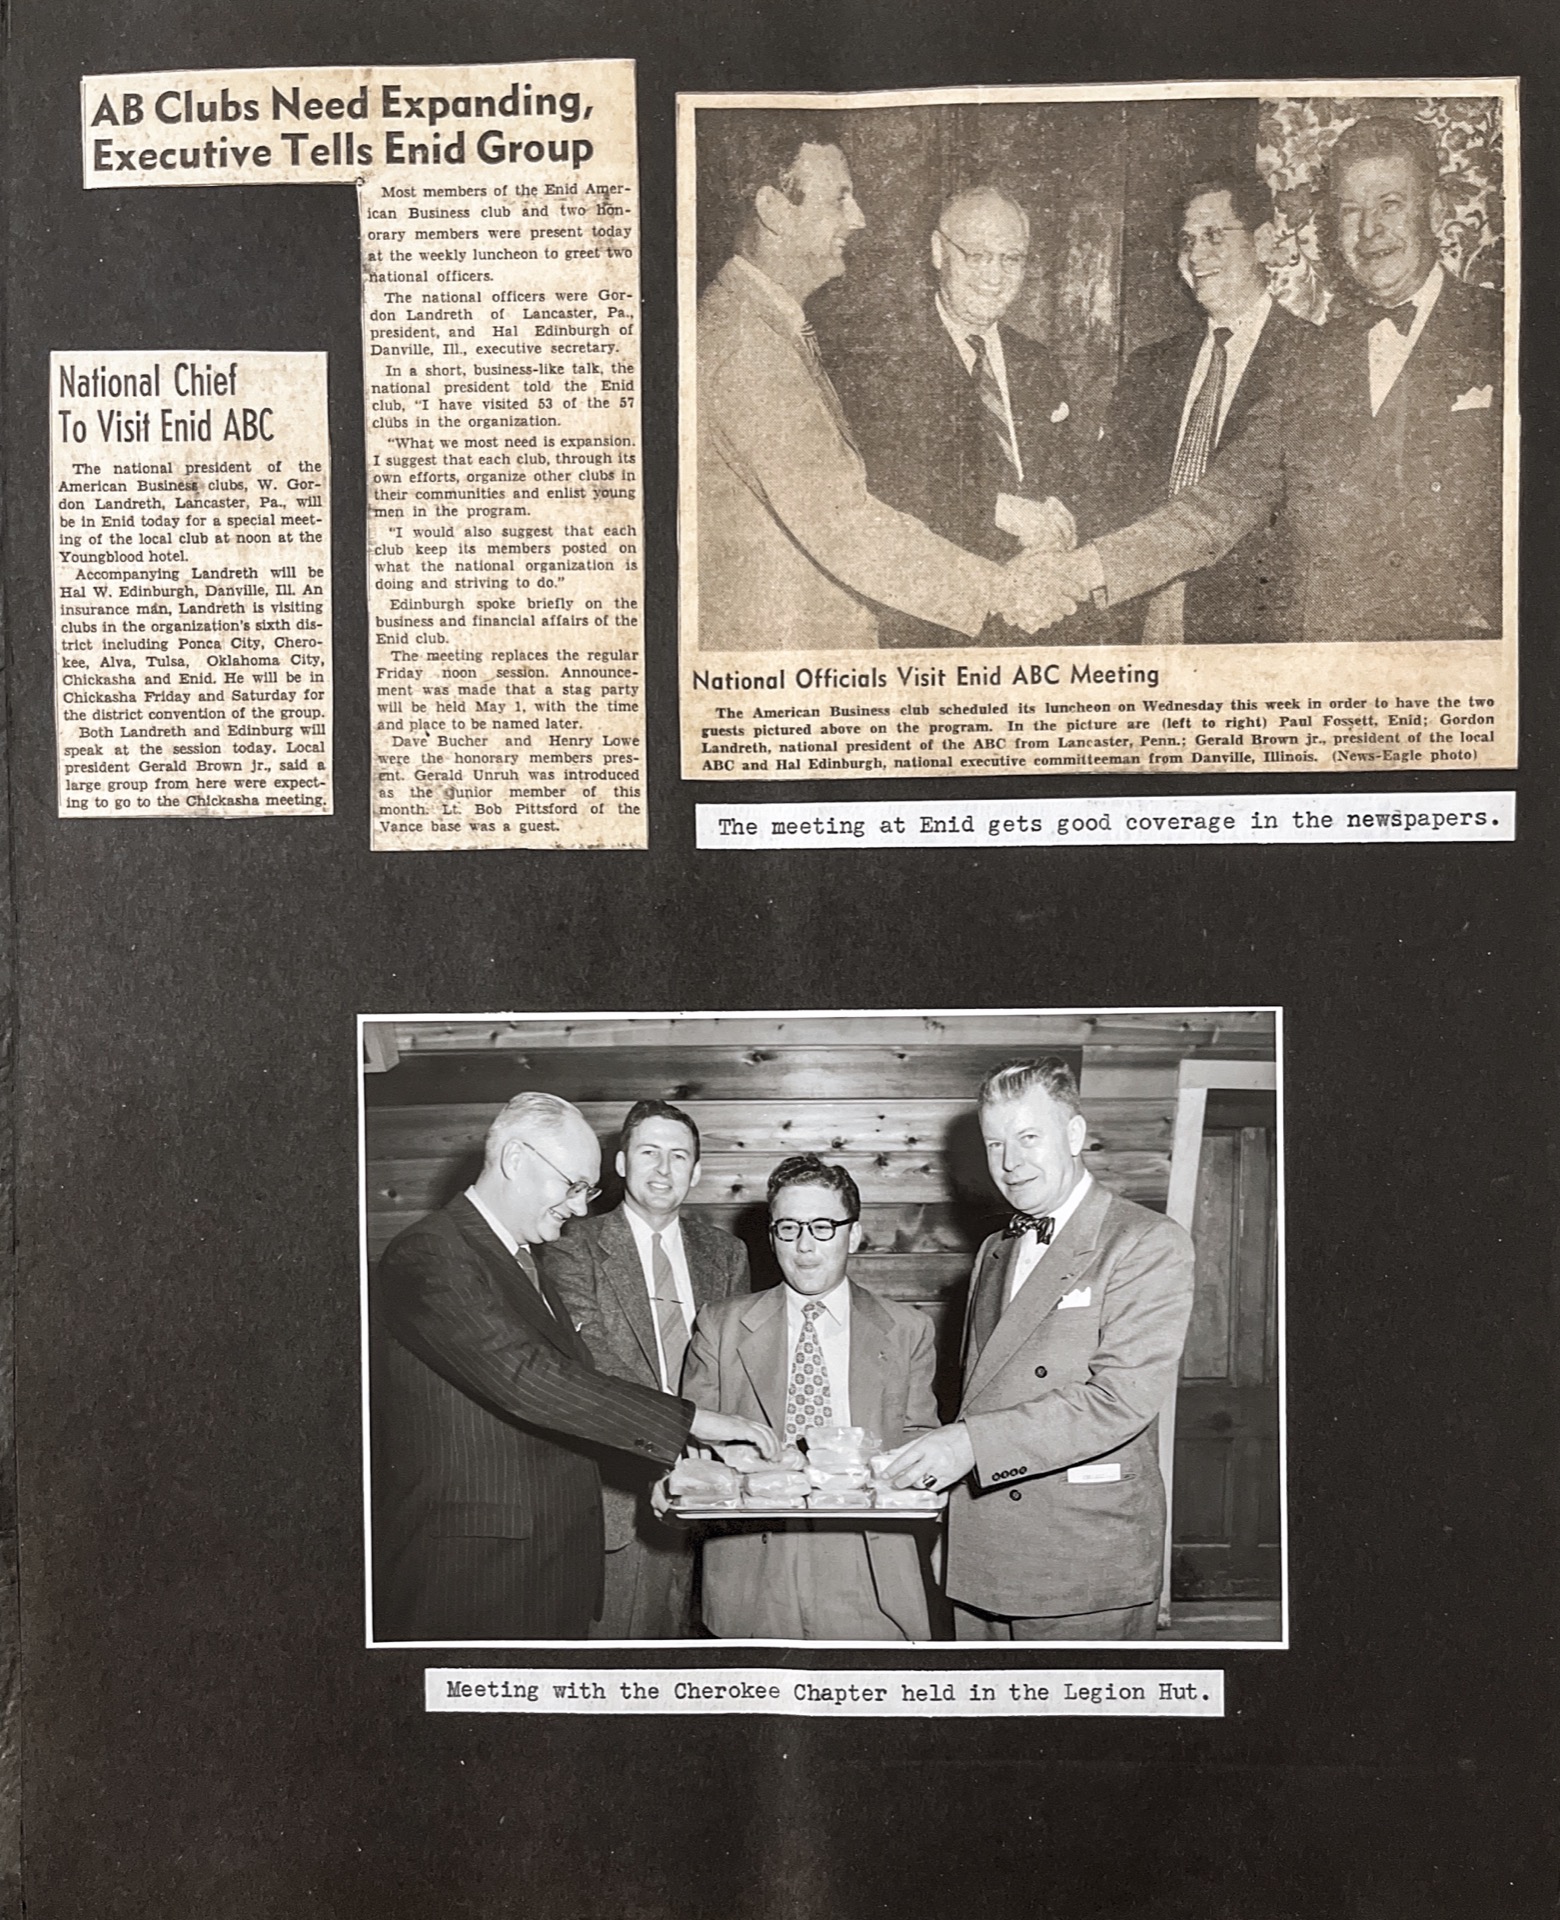 AB Clubs Need Expanding,
Executive Tells Enid Group
Most members of the Enid Amer-
ican Business club and two hon-
orary members were present today
at the weekly luncheon to greet two
national officers.
The national officers were Gor-
don Landreth of Lancaster, Pa.,
president, and Hal Edinburgh of
Danville, Ill., executive secretary.
In a short, business-like talk, the
national president told the Enid
club, "I have visited 53 of the 57
clubs in the organization.
"What we most need is expansion.
I suggest that each club, through its
own efforts, organize other clubs in
their communities and enlist young
men in the program.
"I would also suggest that each
club keep its members posted on
what the national organization is
doing and striving to do."
Edinburgh spoke briefly on the
business and financial affairs of the
Enid club.
The meeting replaces the regular
Friday noon session. Announce-
ment was made that a stag party
will be held May 1, with the time
and place to be named later.
Dave Bucher and Henry Lowe
were the honorary members pres-
ent. Gerald Unruh was introduced
as the junior member of this
month. Lt. Bob Pittsford of the
Vance base was a guest.
National Chief
To Visit Enid ABC
The national president of the
American Business clubs, W. Gor-
don Landreth, Lancaster, Pa., will
be in Enid today for a special meet-
ing of the local club at noon at the
Youngblood hotel.
Accompanying Landreth will be
Hal W. Edinburgh, Danville, Ill. An
insurance man, Landreth is visiting
clubs in the organization's sixth dis-
trict including Ponca City, Chero-
kee, Alva, Tulsa, Oklahoma City,
Chickasha and Enid. He will be in
Chickasha Friday and Saturday for
the district convention of the group.
Both Landreth and Edinburg will
speak at the session today. Local
president Gerald Brown jr., said a
large group from here were expect-
ing to go to the Chickasha meeting.
National Officials Visit Enid ABC Meeting
The American Business club scheduled its luncheon on Wednesday this week in order to have the two
guests pictured above on the program. In the picture are (left to right) Paul Fossett, Enid; Gordon
Landreth, national president of the ABC from Lancaster, Penn.; Gerald Brown jr., president of the local
ABC and Hal Edinburgh, national executive committeeman from Danville, Illinois. (News-Eagle photo)
The meeting at Enid gets good coverage in the newspapers.
Meeting with the Cherokee Chapter held in the Legion Hut.